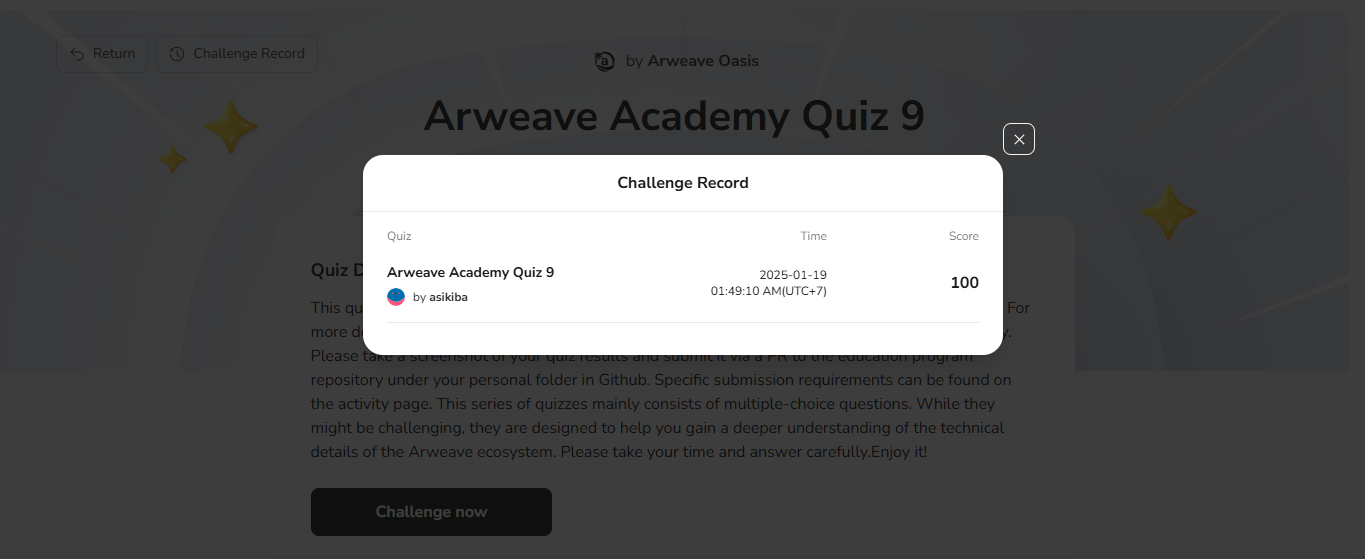 Return
Challenge Record
by Arweave Oasis
Arweave Academy Quiz 9
Challenge Record
Quiz
Time
Score
Arweave Academy Quiz 9
by asikiba
2025-01-19
01:49:10 AM(UTC+7)
100
Quiz D
This qu
For
more d
y.
Please take a screenshot of your quiz results and submit it via a PR to the education program
repository under your personal folder in Github. Specific submission requirements can be found on
the activity page. This series of quizzes mainly consists of multiple-choice questions. While they
might be challenging, they are designed to help you gain a deeper understanding of the technical
details of the Arweave ecosystem. Please take your time and answer carefully.Enjoy it!
Challenge now